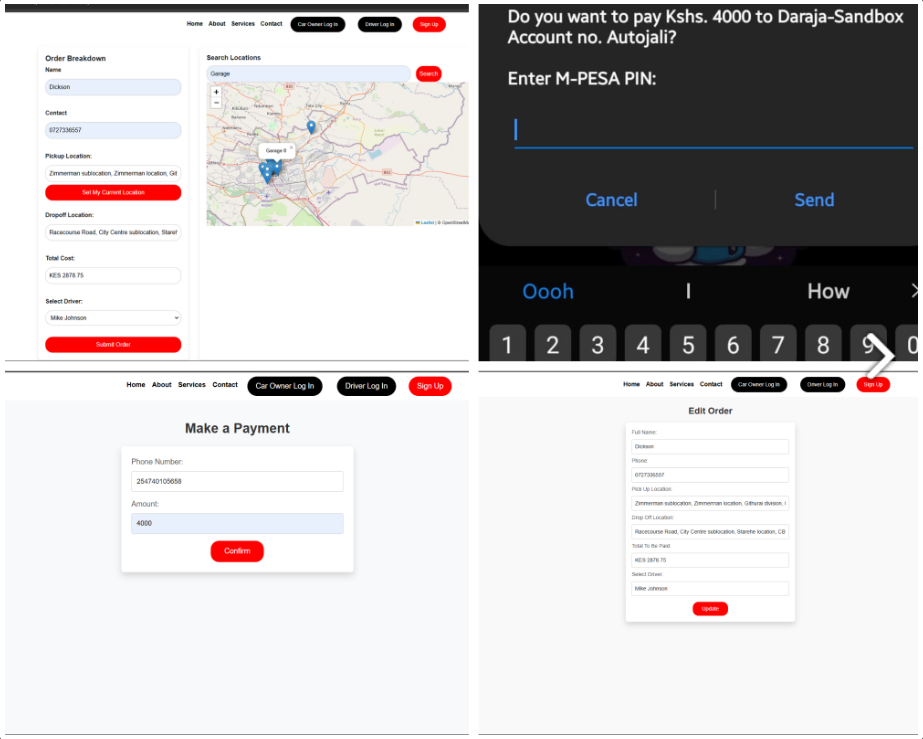 Home About Services Contact Car Owner Log In Driver Log In Sign Up
Order Breakdown
Name
Dickson
Contact
0727336557
Pickup Location:
Zimmerman sublocation, Zimmerman location, Git
Set My Current Location
Dropoff Location:
Racecourse Road, City Centre sublocation, Stareh
Total Cost:
KES 2878.75
Select Driver:
Mike Johnson
Submit Order
Search Locations
Garage
Search
+
−
Garage 8
Leaflet | © OpenStreetMa
Do you want to pay Kshs. 4000 to Daraja-Sandbox
Account no. Autojali?
Enter M-PESA PIN:
Cancel Send
Oooh I How
1 2 3 4 5 6 7 8 9 0
Home About Services Contact Car Owner Log In Driver Log In Sign Up
Make a Payment
Phone Number:
254740105658
Amount:
4000
Confirm
Home About Services Contact Car Owner Log In Driver Log In Sign Up
Edit Order
Full Name:
Dickson
Phone:
0727336557
Pick Up Location:
Zimmerman sublocation, Zimmerman location, Githurai division,
Drop Off Location:
Racecourse Road, City Centre sublocation, Starehe location, CB
Total To Be Paid
KES 2878.75
Select Driver:
Mike Johnson
Update